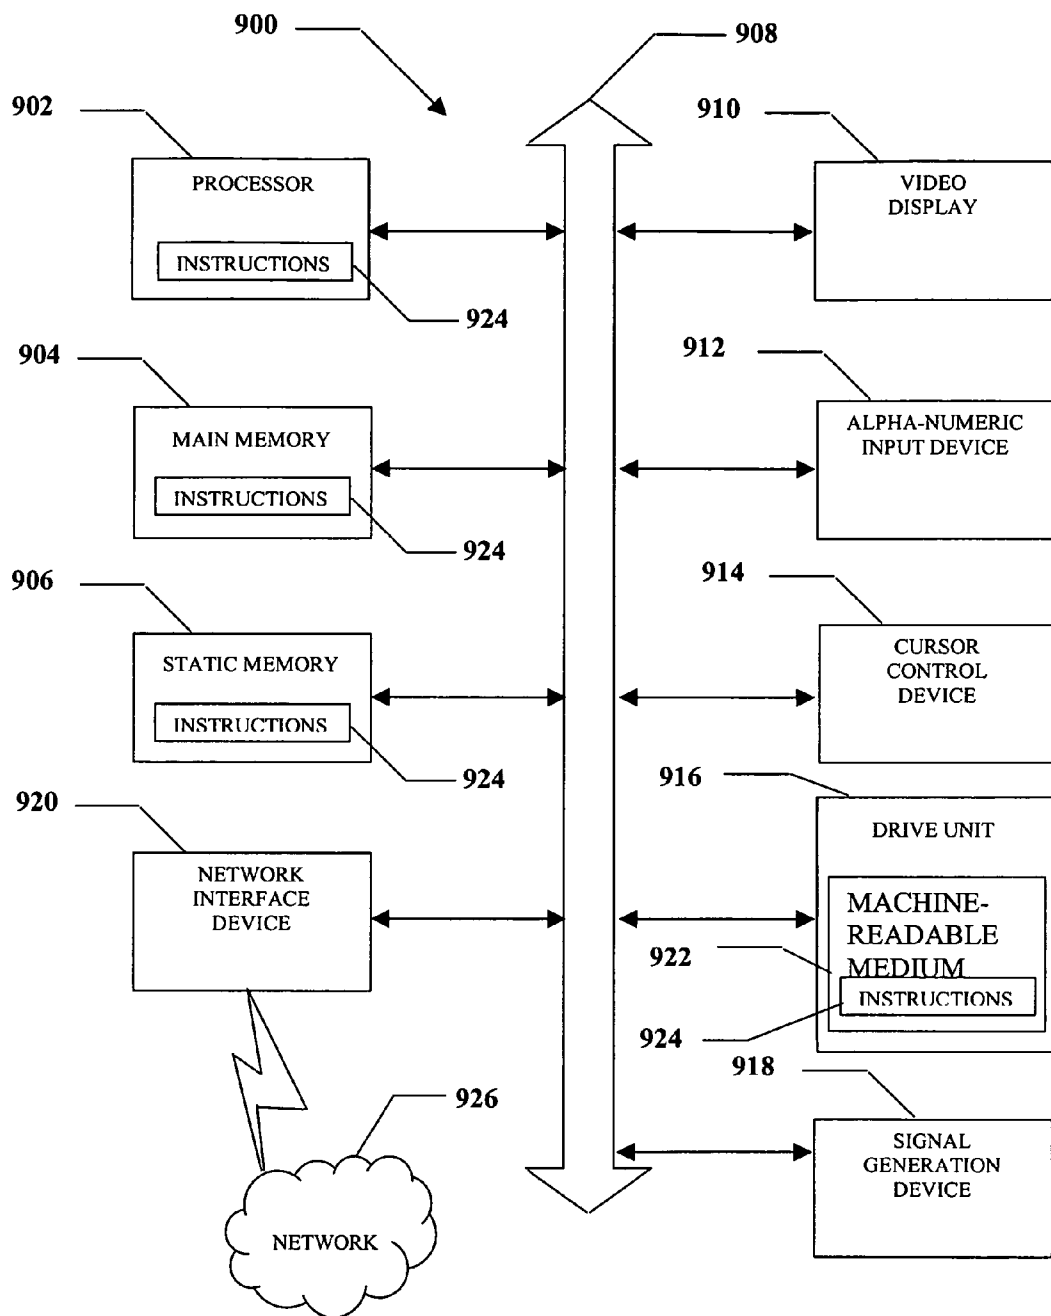 900
908
902
910
PROCESSOR
VIDEO
DISPLAY
INSTRUCTIONS
924
904
912
MAIN MEMORY
ALPHA-NUMERIC
INPUT DEVICE
INSTRUCTIONS
924
906
914
STATIC MEMORY
CURSOR
CONTROL
DEVICE
INSTRUCTIONS
924
916
920
DRIVE UNIT
NETWORK
INTERFACE
DEVICE
MACHINE-
READABLE
MEDIUM
922
INSTRUCTIONS
924
918
926
SIGNAL
GENERATION
DEVICE
NETWORK